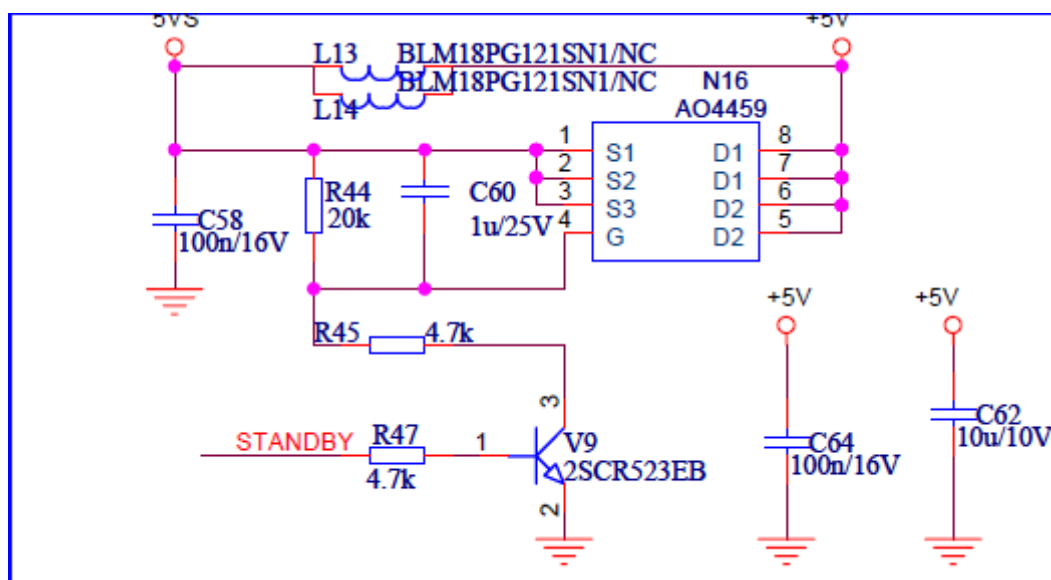 5VS
+5V
L13 BLM18PG121SN1/NC
BLM18PG121SN1/NC
L14
N16
AO4459
1 S1 D1 8
2 S2 D1 7
3 S3 D2 6
4 G D2 5
R44
20k
C60
1u/25V
C58
100n/16V
R45 4.7k
+5V
+5V
3
STANDBY R47 1 V9
4.7k 2SCR523EB
2
C64
100n/16V
C62
10u/10V